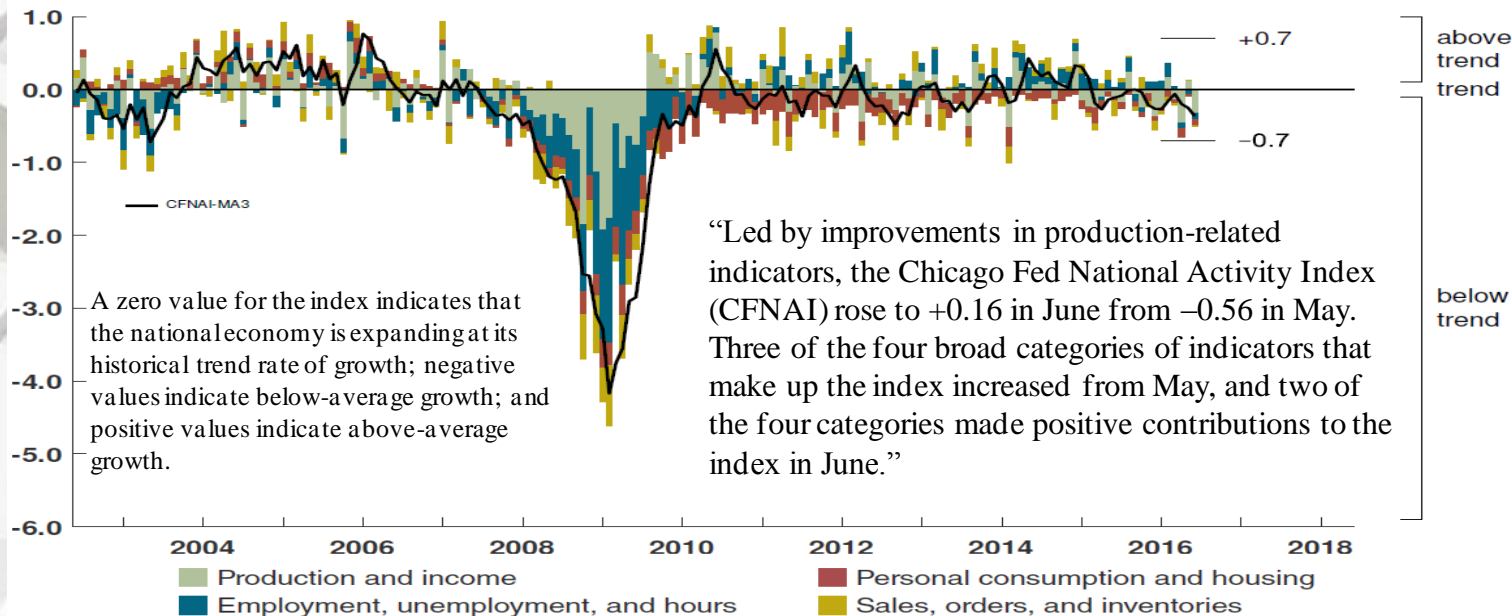 1.0
0.0
-1.0
-2.0
-3.0
-4.0
-5.0
-6.0
+0.7
−0.7
above
trend
trend
below
trend
CFNAI-MA3
A zero value for the index indicates that
the national economy is expanding at its
historical trend rate of growth; negative
values indicate below-average growth; and
positive values indicate above-average
growth.
“Led by improvements in production-related
indicators, the Chicago Fed National Activity Index
(CFNAI) rose to +0.16 in June from –0.56 in May.
Three of the four broad categories of indicators that
make up the index increased from May, and two of
the four categories made positive contributions to the
index in June.”
2004 2006 2008 2010 2012 2014 2016 2018
Production and income
Personal consumption and housing
Employment, unemployment, and hours
Sales, orders, and inventories